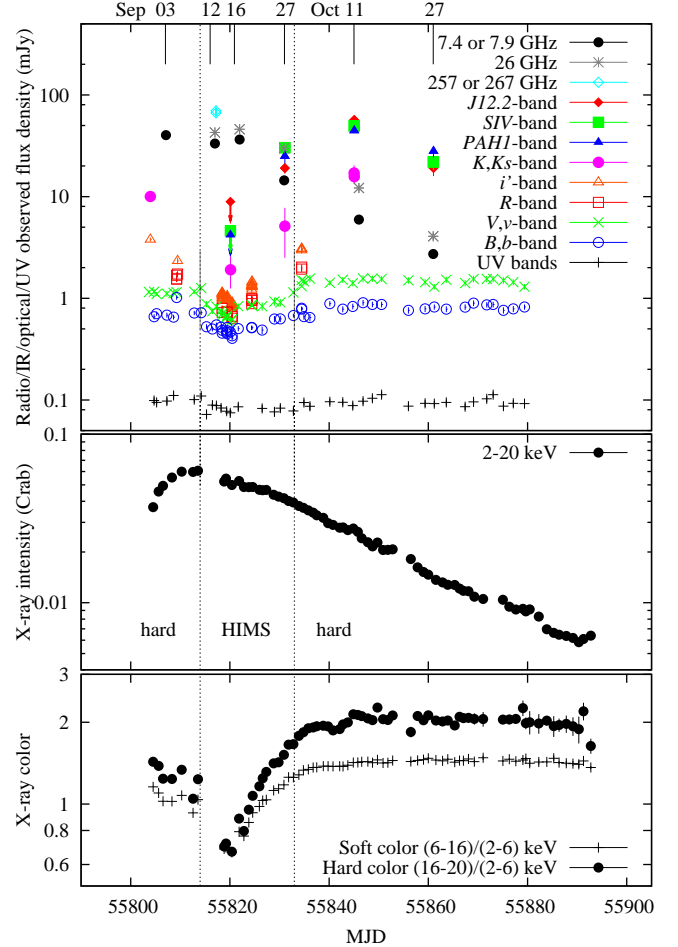 Sep 03 12 16 27 Oct 11 27
Radio/IR/optical/UV observed flux density (mJy)
100
10
1
0.1
7.4 or 7.9 GHz
26 GHz
257 or 267 GHz
J12.2-band
SIV-band
PAH1-band
K,Ks-band
i'-band
R-band
V,v-band
B,b-band
UV bands
X-ray intensity (Crab)
0.1
0.01
2-20 keV
hard HIMS hard
X-ray color
3
2
1
0.6
Soft color (6-16)/(2-6) keV
Hard color (16-20)/(2-6) keV
55800 55820 55840 55860 55880 55900
MJD